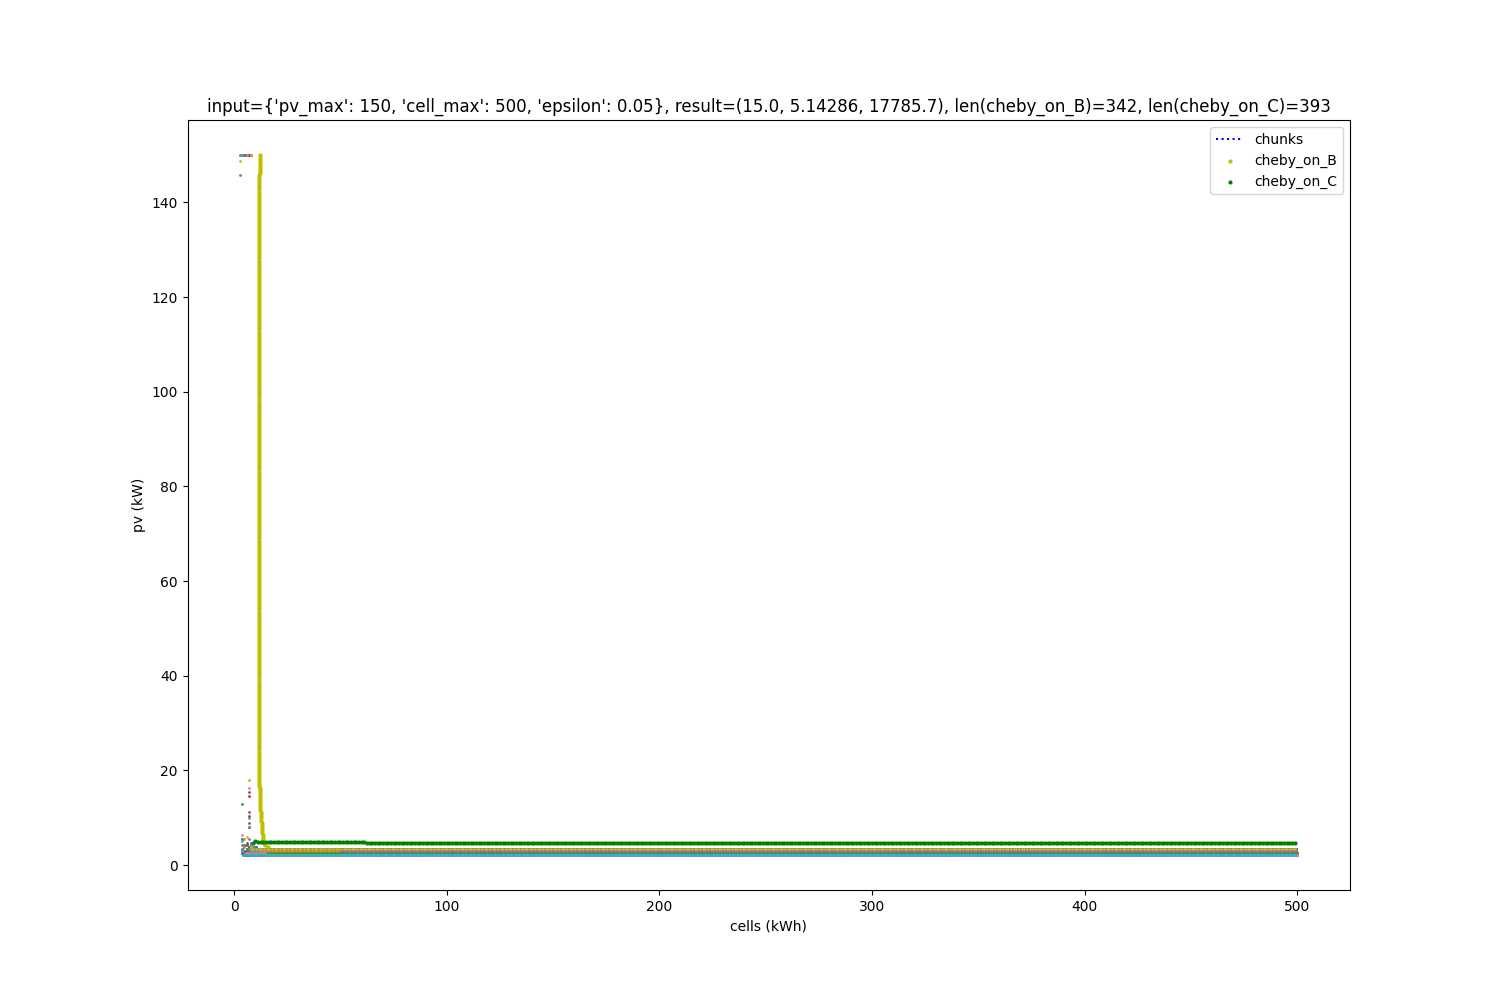 input={'pv_max': 150, 'cell_max': 500, 'epsilon': 0.05}, result=(15.0, 5.14286, 17785.7), len(cheby_on_B)=342, len(cheby_on_C)=393
chunks
cheby_on_B
cheby_on_C
140
120
100
80
60
40
20
0
pv (kW)
0 100 200 300 400 500
cells (kWh)